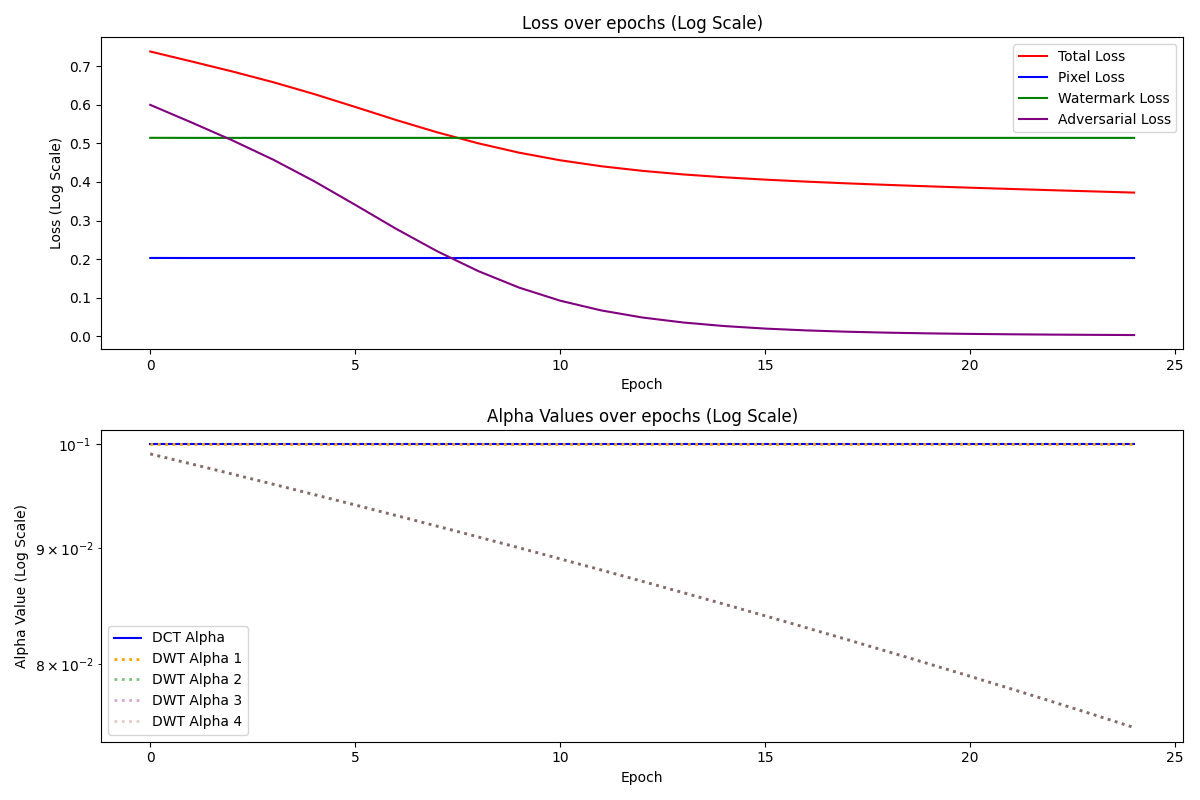 Loss over epochs (Log Scale)
Loss (Log Scale)
0.7
0.6
0.5
0.4
0.3
0.2
0.1
0.0
Total Loss
Pixel Loss
Watermark Loss
Adversarial Loss
0 5 10 15 20 25
Epoch
Alpha Values over epochs (Log Scale)
Alpha Value (Log Scale)
10⁻¹
9 × 10⁻²
8 × 10⁻²
DCT Alpha
DWT Alpha 1
DWT Alpha 2
DWT Alpha 3
DWT Alpha 4
0 5 10 15 20 25
Epoch